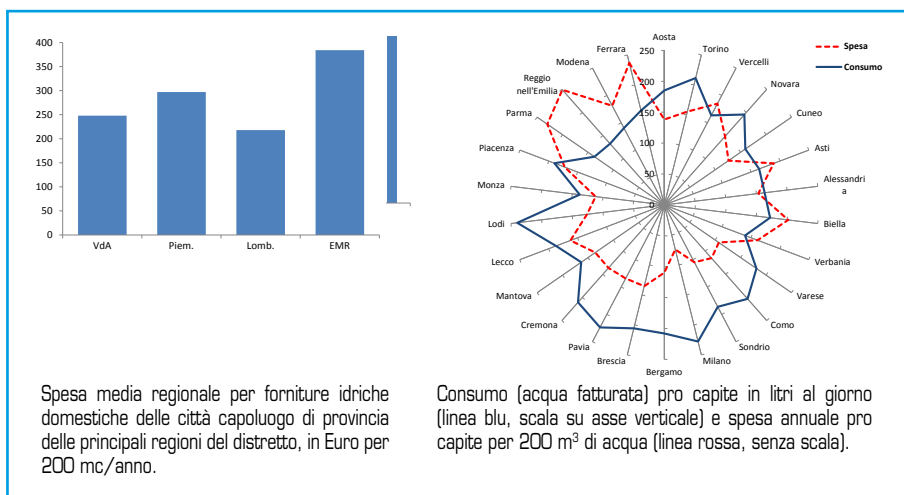 400
350
300
250
200
150
100
50
0
VdA
Piem.
Lomb.
EMR
Aosta
Torino
Vercelli
Novara
Cuneo
Asti
Alessandri
a
Biella
Verbania
Varese
Como
Sondrio
Milano
Bergamo
Brescia
Pavia
Cremona
Mantova
Lecco
Lodi
Monza
Piacenza
Parma
Reggio
nell'Emilia
Modena
Ferrara
250
200
150
100
50
0
Spesa
Consumo
Spesa media regionale per forniture idriche
domestiche delle città capoluogo di provincia
delle principali regioni del distretto, in Euro per
200 mc/anno.
Consumo (acqua fatturata) pro capite in litri al giorno
(linea blu, scala su asse verticale) e spesa annuale pro
capite per 200 m³ di acqua (linea rossa, senza scala).